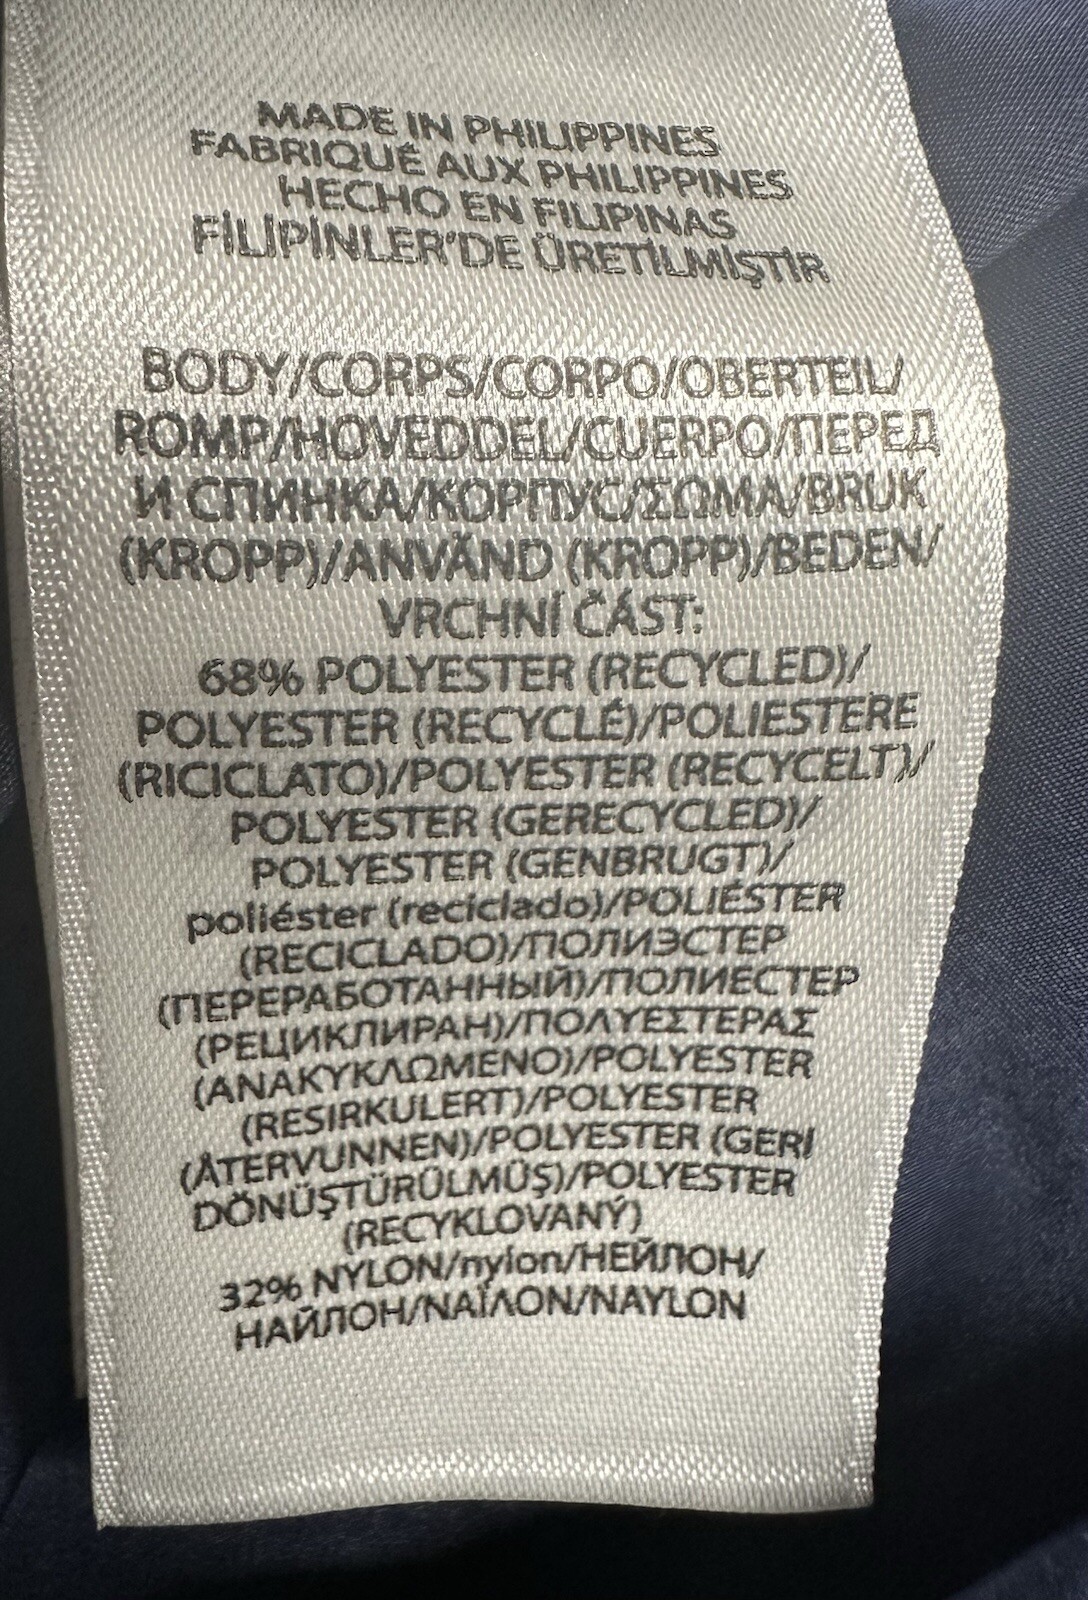 MADE IN PHILIPPINES
FABRIQUÉ AUX PHILIPPINES
HECHO EN FILIPINAS
FİLİPİNLER'DE ÜRETİLMİŞTİR
BODY/CORPS/CORPO/OBERTEIL/
ROMP/HOVEDDEL/CUERPO/ПЕРЕД
И СПИНКА/КОРПУС/ΣΩΜΑ/BRUK
(KROPP)/ANVÄND (KROPP)/BEDEN/
VRCHNÍ ČÁST:
68% POLYESTER (RECYCLED)/
POLYESTER (RECYCLÉ)/POLIESTERE
(RICICLATO)/POLYESTER (RECYCELT)/
POLYESTER (GERECYCLED)/
POLYESTER (GENBRUGT)/
poliéster (reciclado)/POLIÉSTER
(RECICLADO)/ПОЛИЭСТЕР
(ПЕРЕРАБОТАННЫЙ)/ПОЛИЕСТЕР
(РЕЦИКЛИРАН)/ΠΟΛΥΕΣΤΕΡΑΣ
(ΑΝΑΚΥΚΛΩΜΕΝΟ)/POLYESTER
(RESIRKULERT)/POLYESTER
(ÅTERVUNNEN)/POLYESTER (GERİ
DÖNÜŞTÜRÜLMÜŞ)/POLYESTER
(RECYKLOVANÝ)
32% NYLON/nylon/НЕЙЛОН/
НАЙЛОН/ΝΑΪΛΟΝ/NAYLON